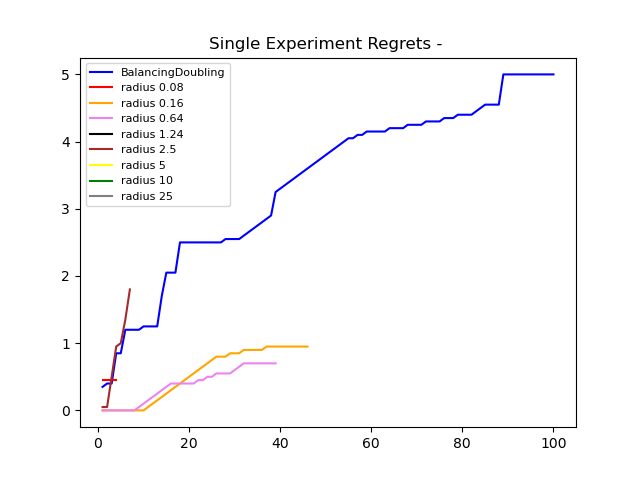 Single Experiment Regrets -
BalancingDoubling
radius 0.08
radius 0.16
radius 0.64
radius 1.24
radius 2.5
radius 5
radius 10
radius 25
5
4
3
2
1
0
0 20 40 60 80 100